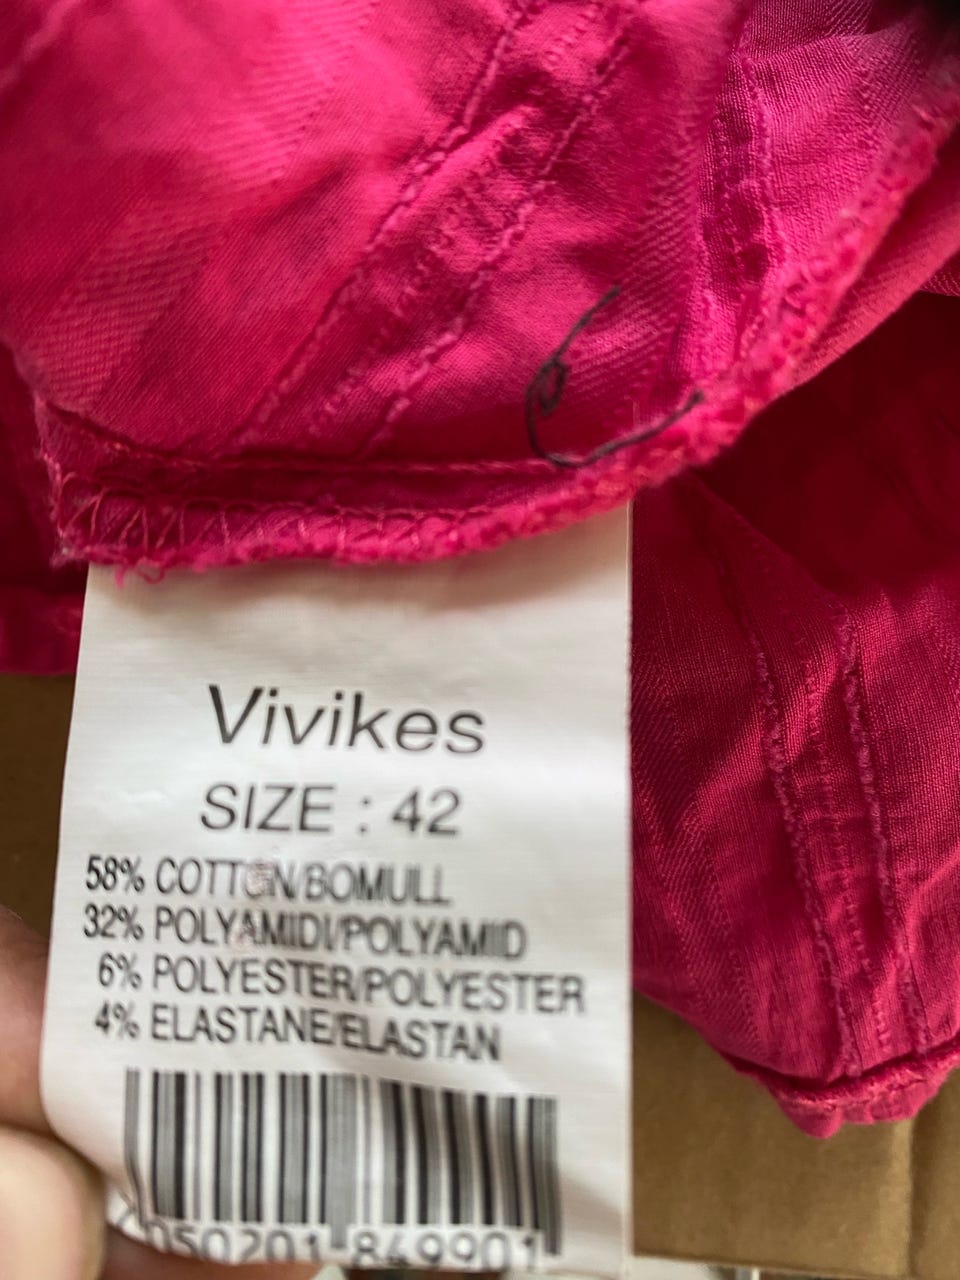 Vivikes
SIZE : 42
58% COTTON/BOMULL
32% POLYAMIDI/POLYAMID
6% POLYESTER/POLYESTER
4% ELASTANE/ELASTAN